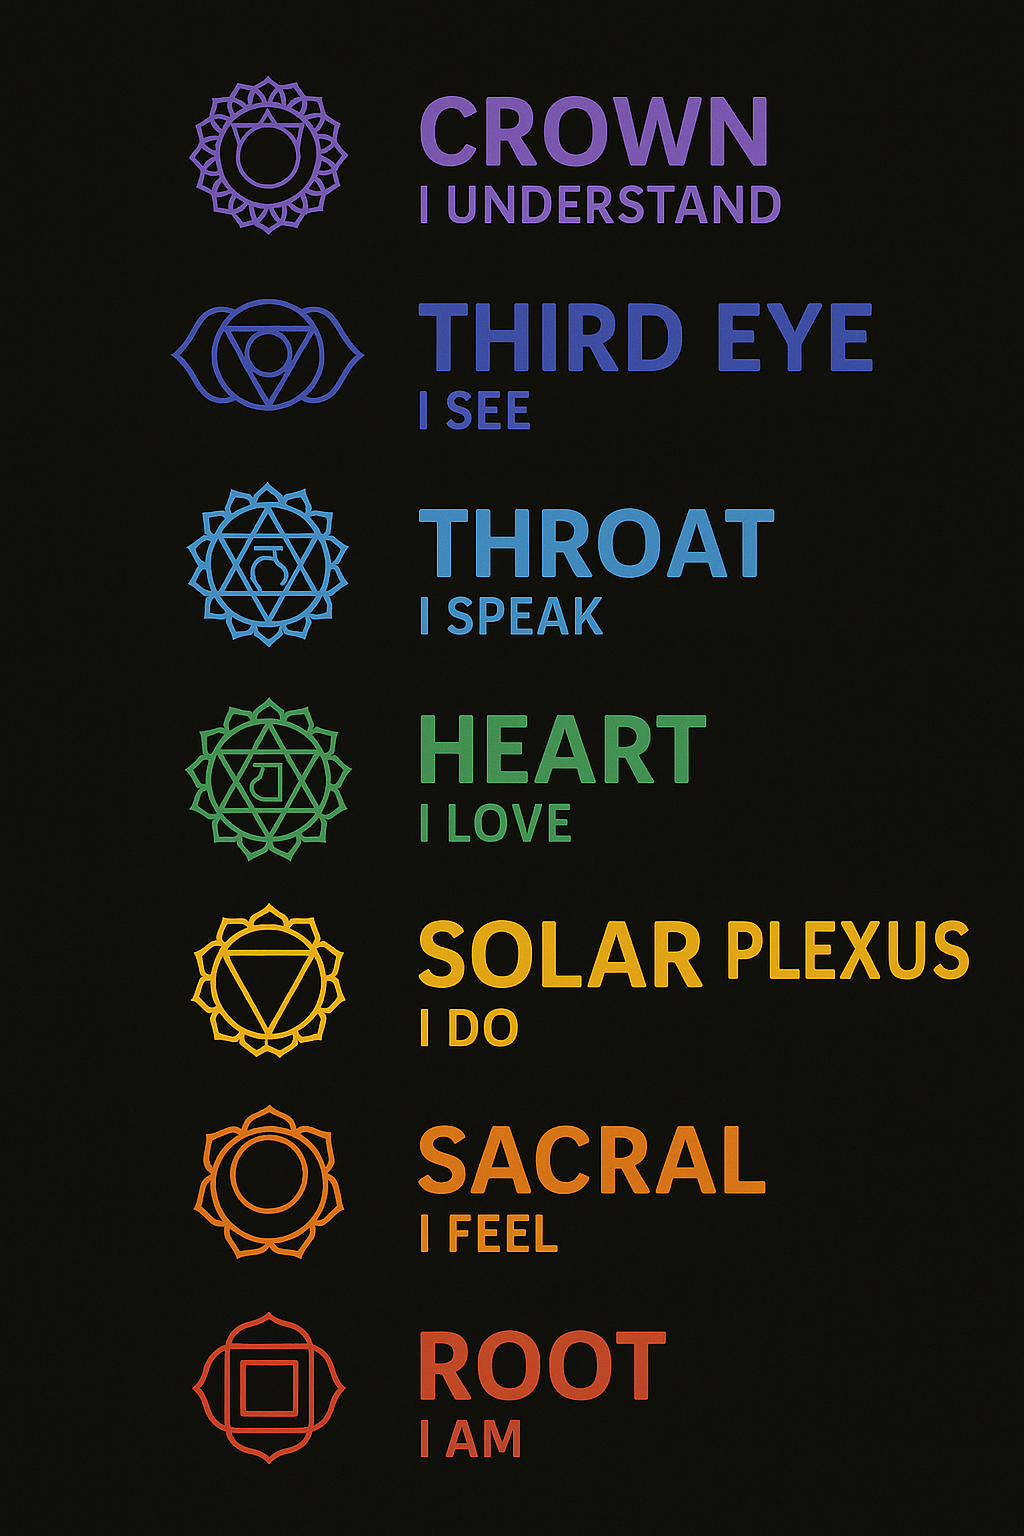 CROWN
I UNDERSTAND
THIRD EYE
I SEE
THROAT
I SPEAK
HEART
I LOVE
SOLAR PLEXUS
I DO
SACRAL
I FEEL
ROOT
I AM